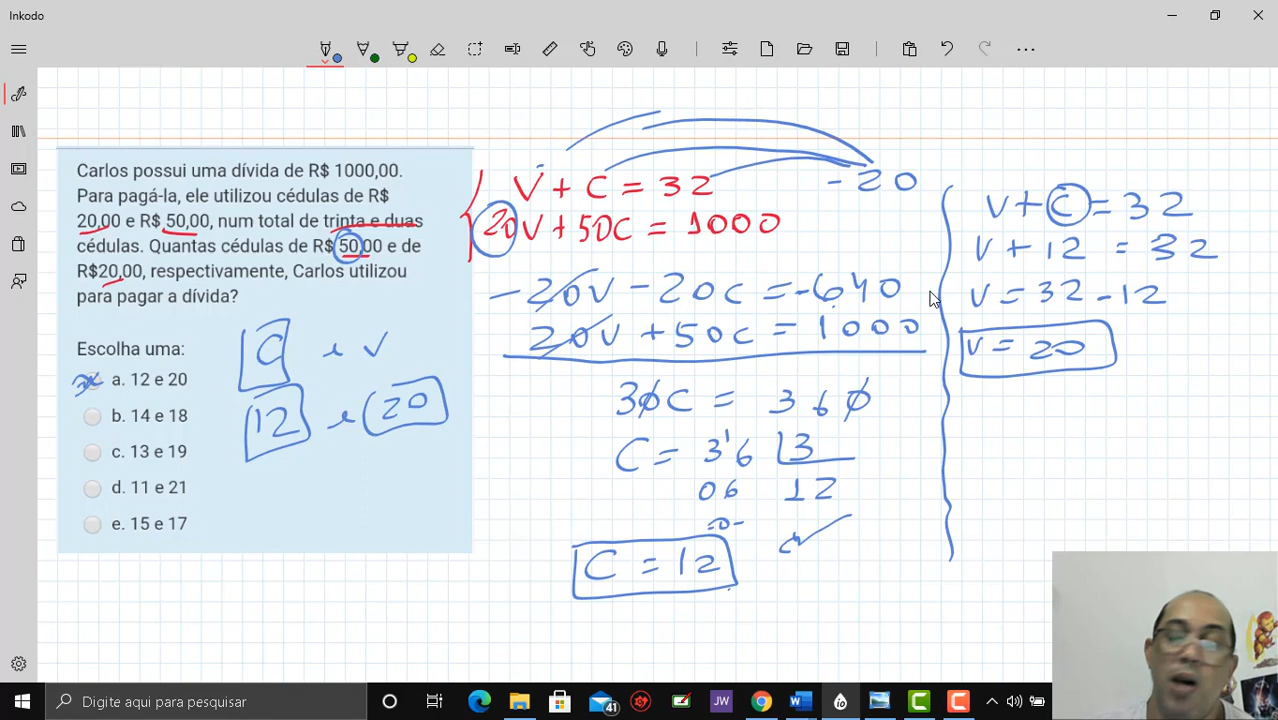 Inkodo
Carlos possui uma dívida de R$ 1000,00.
Para pagá-la, ele utilizou cédulas de R$
20,00 e R$ 50,00, num total de trinta e duas
cédulas. Quantas cédulas de R$ 50,00 e de
R$20,00, respectivamente, Carlos utilizou
para pagar a dívida?
Escolha uma:
a. 12 e 20
b. 14 e 18
c. 13 e 19
d. 11 e 21
e. 15 e 17
C e V
12 e 20
V + C = 32
-20
20V + 50C = 1000
-20V - 20C = -640
20V + 50C = 1000
30C = 360
C = 36 3
06 12
-0-
C = 12
V + C = 32
V + 12 = 32
V = 32 - 12
V = 20
Digite aqui para pesquisar
41
JW